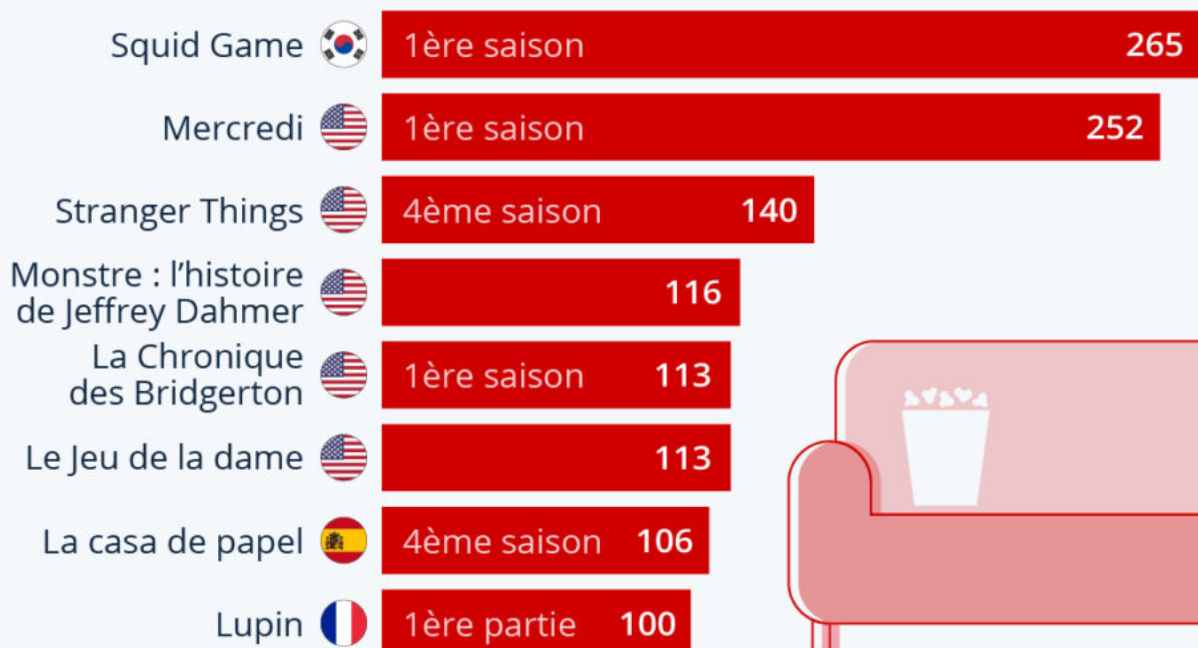 Squid Game 1ère saison 265
Mercredi 1ère saison 252
Stranger Things 4ème saison 140
Monstre : l’histoire
de Jeffrey Dahmer 116
La Chronique
des Bridgerton 1ère saison 113
Le Jeu de la dame 113
La casa de papel 4ème saison 106
Lupin 1ère partie 100